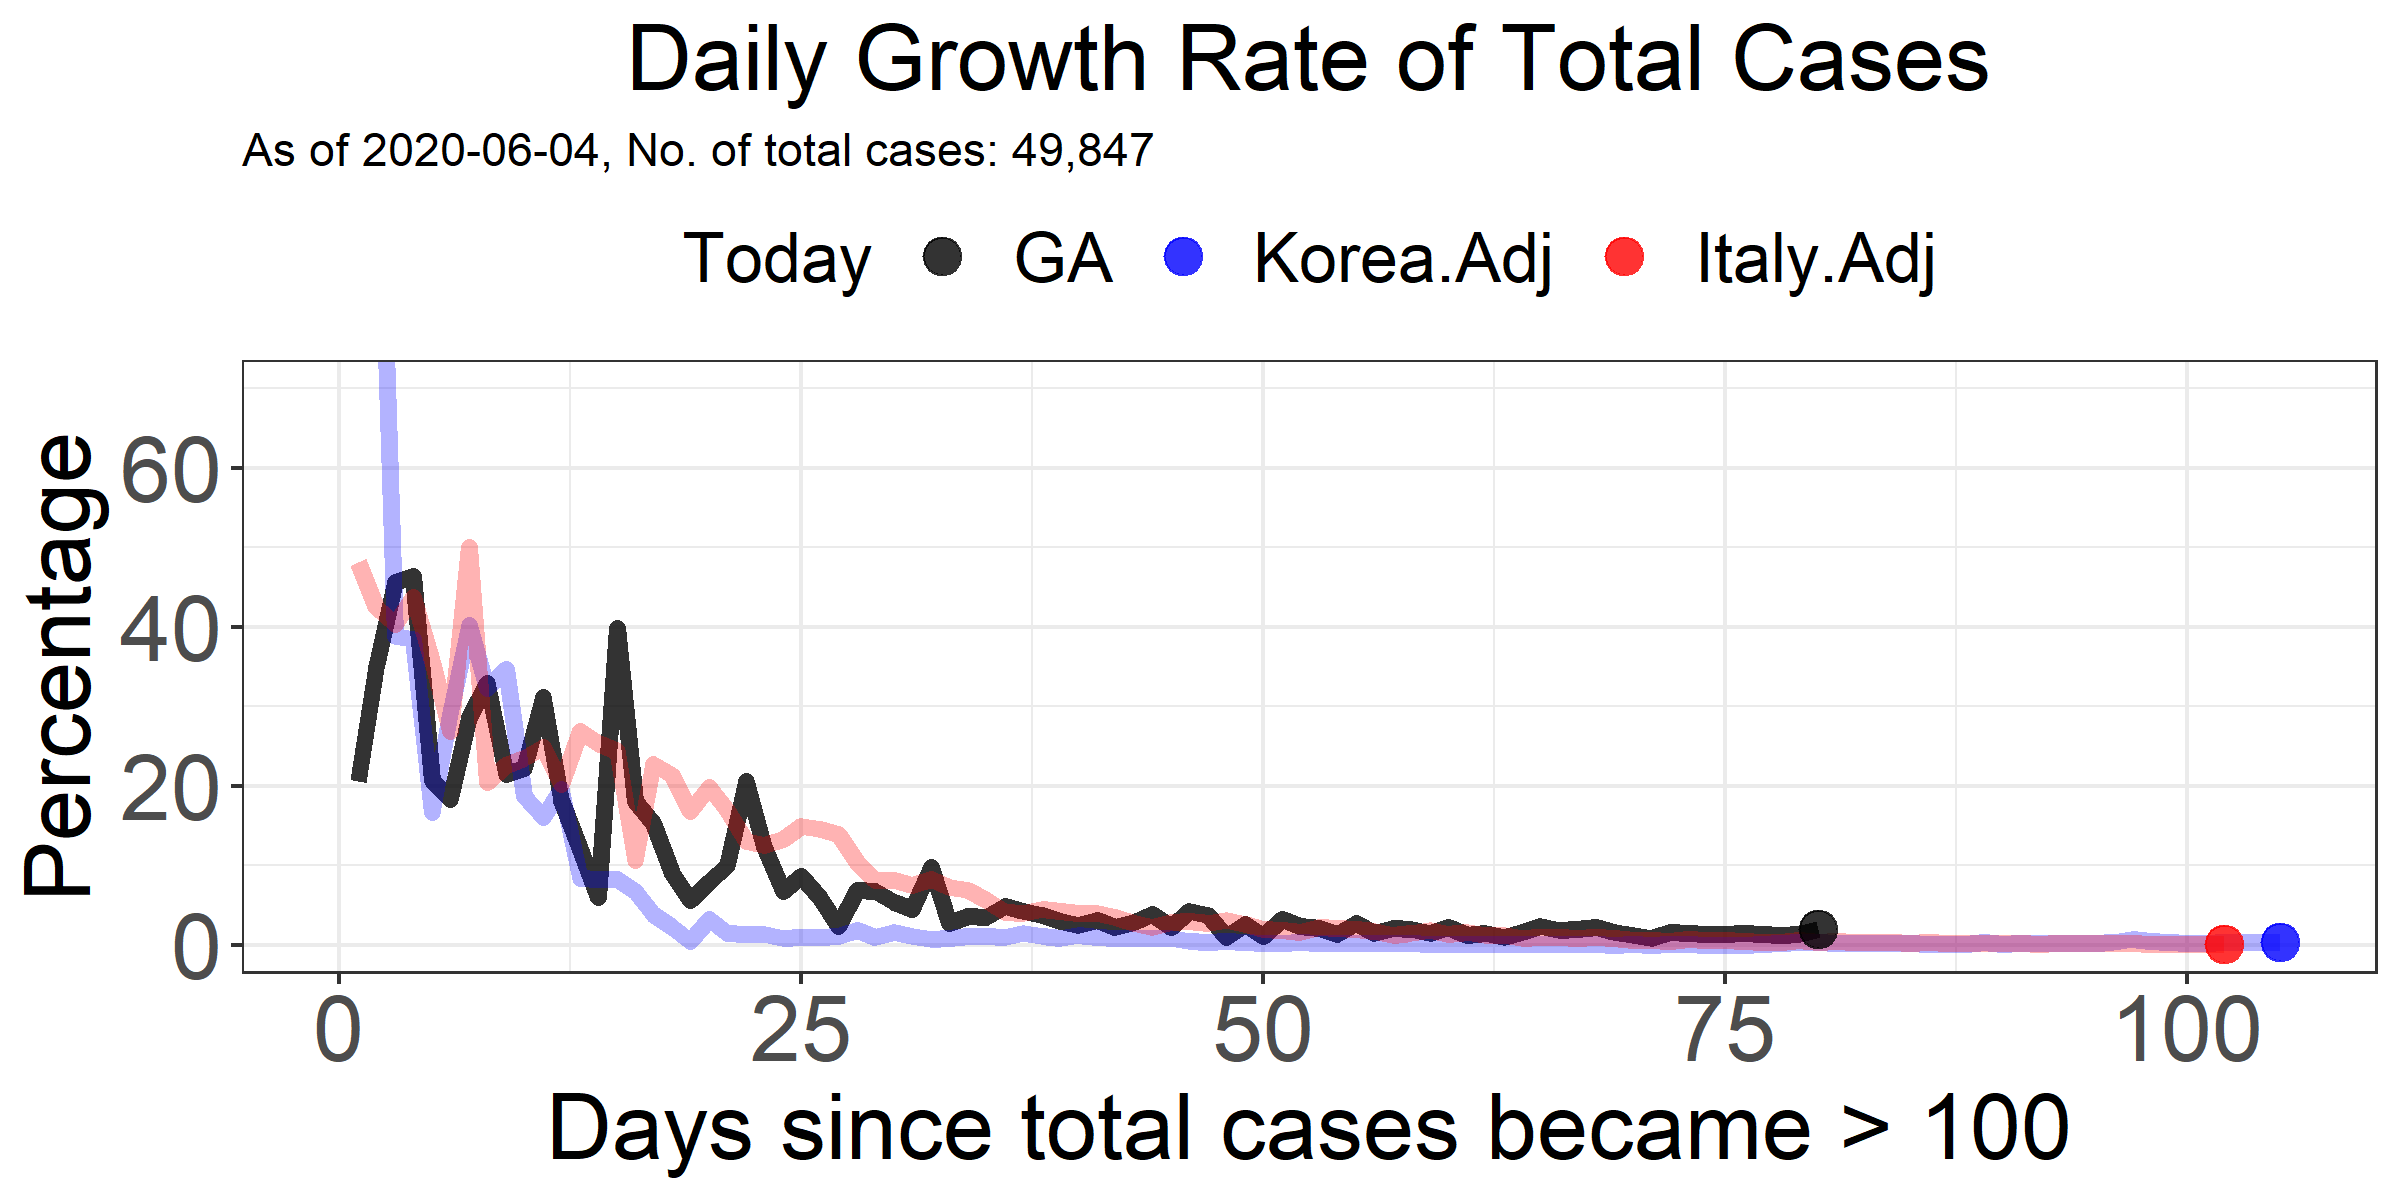 Daily Growth Rate of Total Cases
As of 2020-06-04, No. of total cases: 49,847
Today GA Korea.Adj Italy.Adj
Percentage
60
40
20
0
0 25 50 75 100
Days since total cases became > 100